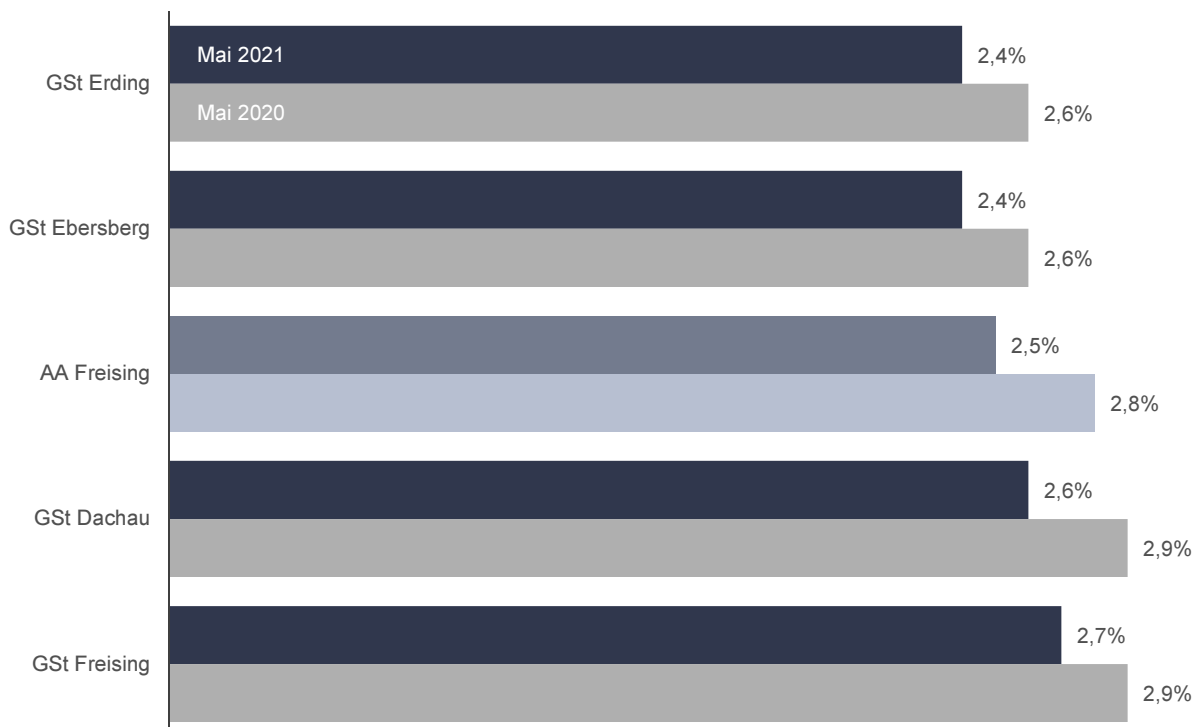 Mai 2021
2,4%
GSt Erding
Mai 2020
2,6%
2,4%
GSt Ebersberg
2,6%
2,5%
AA Freising
2,8%
2,6%
GSt Dachau
2,9%
2,7%
GSt Freising
2,9%